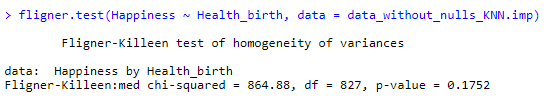 > fligner.test(Happiness ~ Health_birth, data = data_without_nulls_KNN.imp)
Fligner-Killeen test of homogeneity of variances
data:  Happiness by Health_birth
Fligner-Killeen:med chi-squared = 864.88, df = 827, p-value = 0.1752